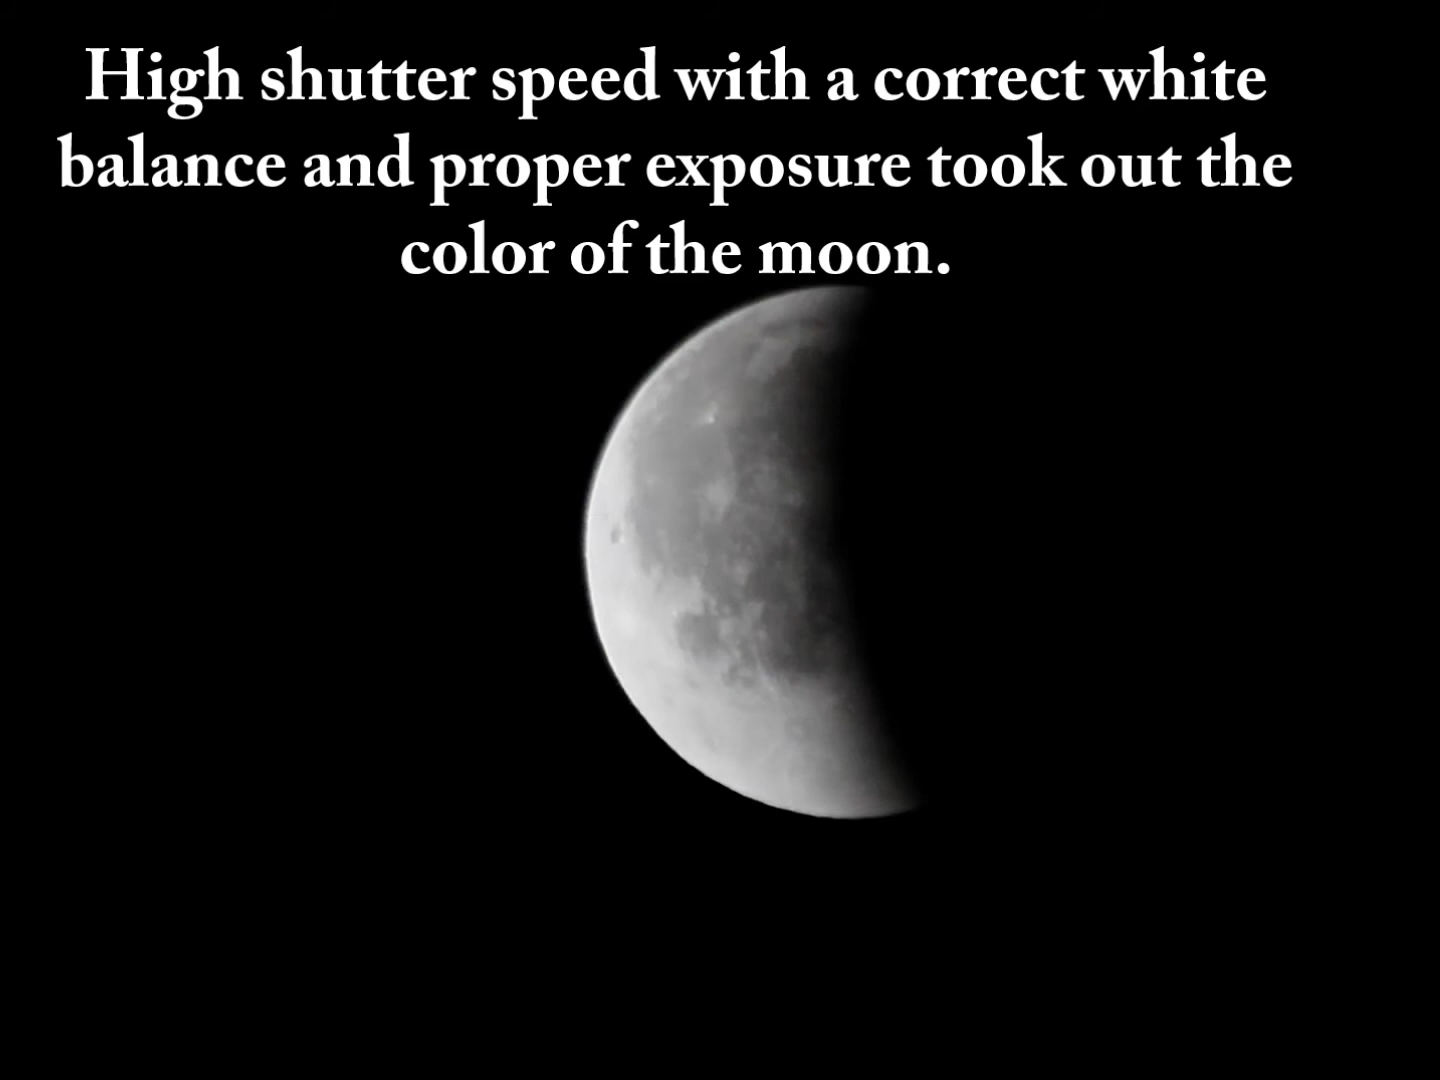 High shutter speed with a correct white
balance and proper exposure took out the
color of the moon.